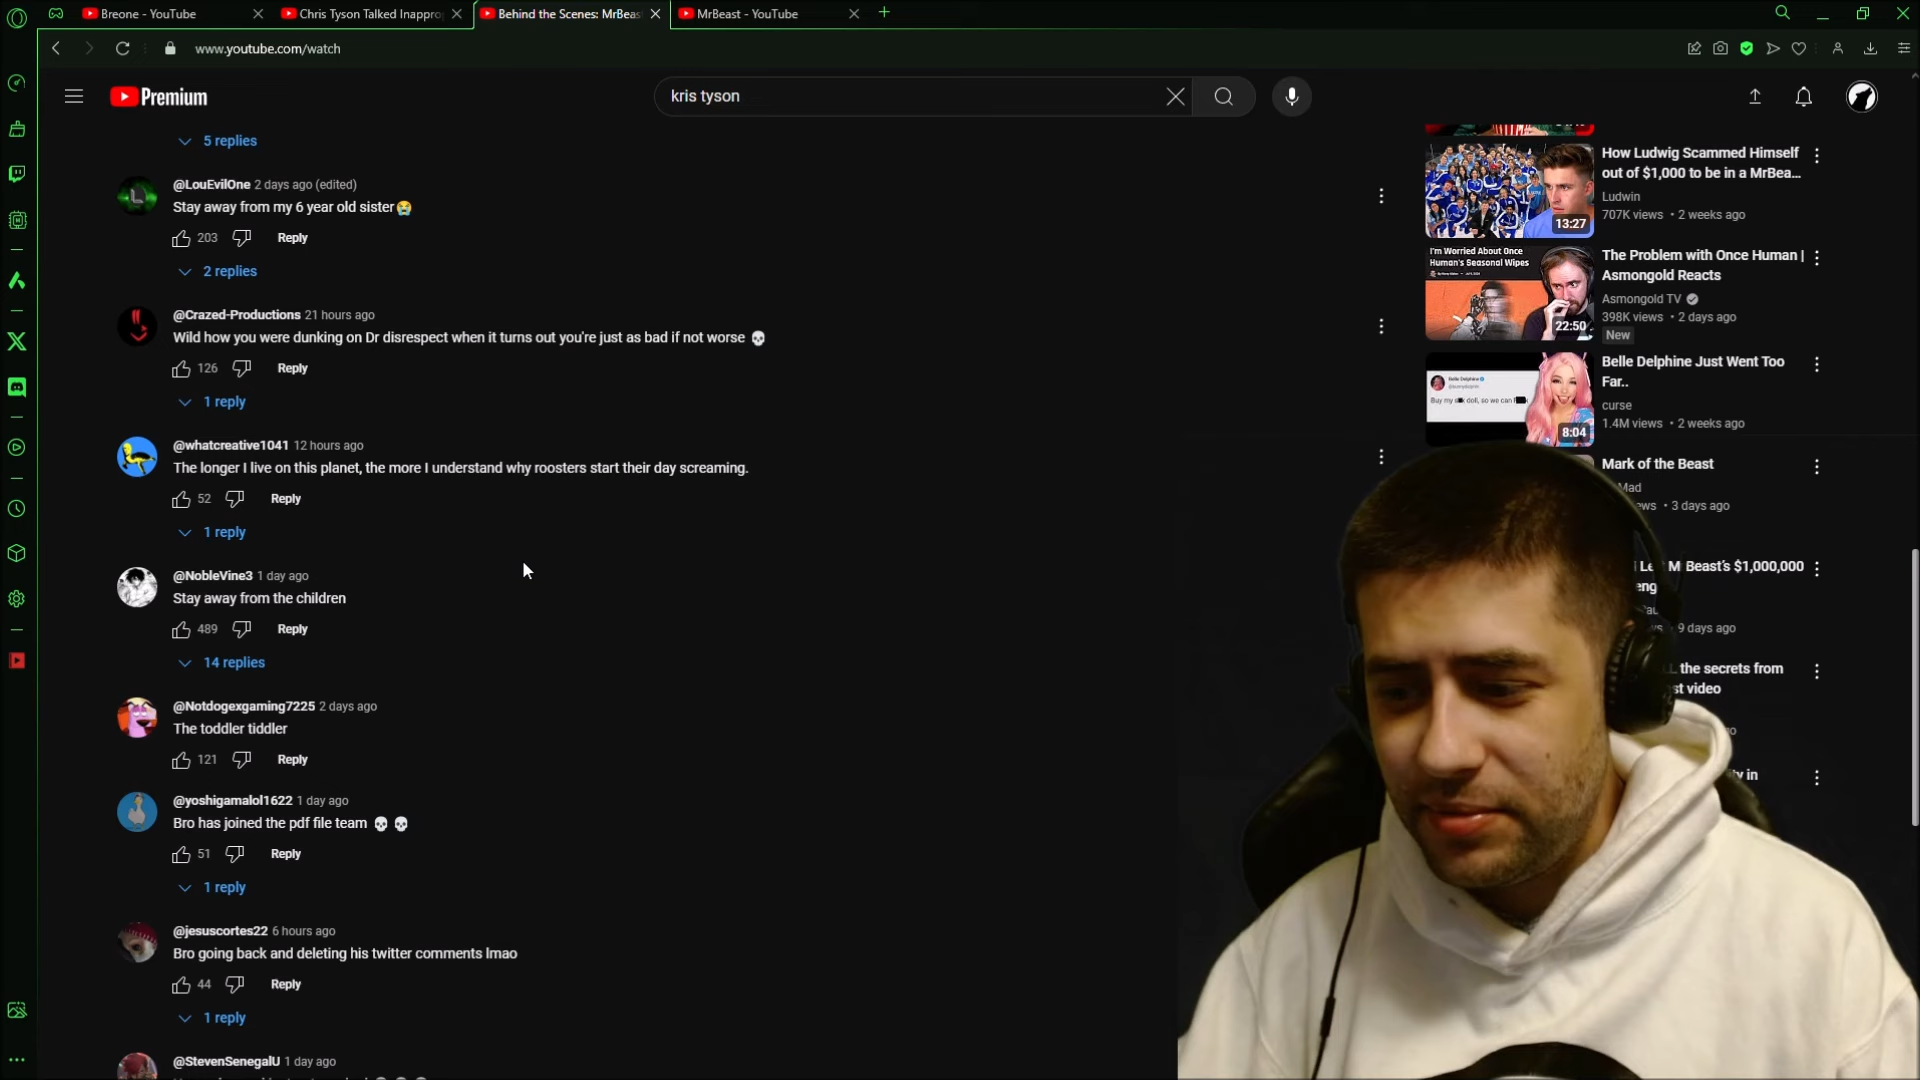 Breone - YouTube
Chris Tyson Talked Inapprop
Behind the Scenes: MrBeas
MrBeast - YouTube
www.youtube.com/watch
Premium
kris tyson
5 replies
@LouEvilOne 2 days ago (edited)
Stay away from my 6 year old sister😭
203 Reply
2 replies
@Crazed-Productions 21 hours ago
Wild how you were dunking on Dr disrespect when it turns out you're just as bad if not worse 💀
126 Reply
1 reply
@whatcreative1041 12 hours ago
The longer I live on this planet, the more I understand why roosters start their day screaming.
52 Reply
1 reply
@NobleVine3 1 day ago
Stay away from the children
489 Reply
14 replies
@Notdogexgaming7225 2 days ago
The toddler tiddler
121 Reply
@yoshigamalol1622 1 day ago
Bro has joined the pdf file team 💀 💀
51 Reply
1 reply
@jesuscortes22 6 hours ago
Bro going back and deleting his twitter comments lmao
44 Reply
1 reply
@StevenSenegalU 1 day ago
How Ludwig Scammed Himself
out of $1,000 to be in a MrBea...
Ludwin
707K views • 2 weeks ago
13:27
I'm Worried About Once
Human's Seasonal Wipes
22:50
The Problem with Once Human |
Asmongold Reacts
Asmongold TV
398K views • 2 days ago
New
Belle Delphine
8:04
Belle Delphine Just Went Too
Far..
curse
1.4M views • 2 weeks ago
Mark of the Beast
Mad
ews • 3 days ago
Beast's $1,000,000
9 days ago
the secrets from
st video
ty in